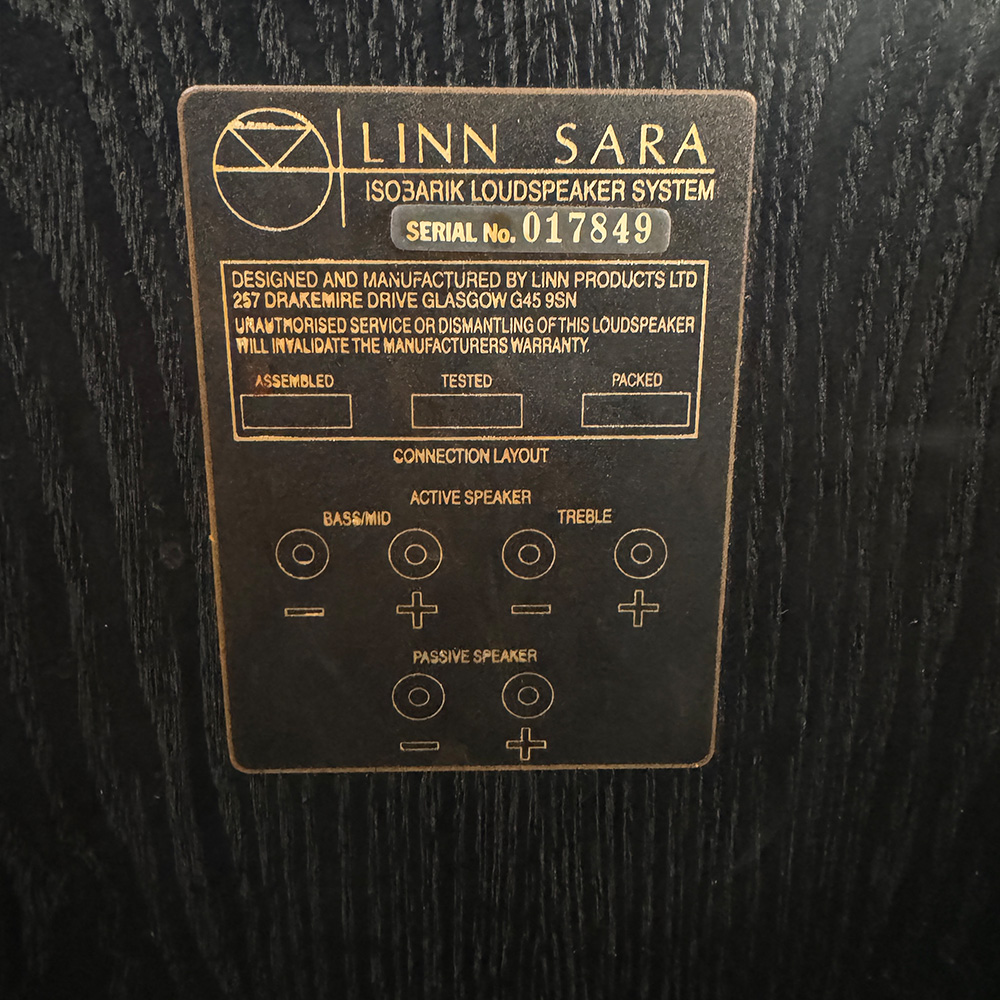 LINN SARA
ISOBARIK LOUDSPEAKER SYSTEM
SERIAL No. 017849
DESIGNED AND MANUFACTURED BY LINN PRODUCTS LTD
257 DRAKEMIRE DRIVE GLASGOW G45 9SN
UNAUTHORISED SERVICE OR DISMANTLING OF THIS LOUDSPEAKER
WILL INVALIDATE THE MANUFACTURERS WARRANTY.
ASSEMBLED TESTED PACKED
CONNECTION LAYOUT
ACTIVE SPEAKER
BASS/MID TREBLE
− + − +
PASSIVE SPEAKER
− +